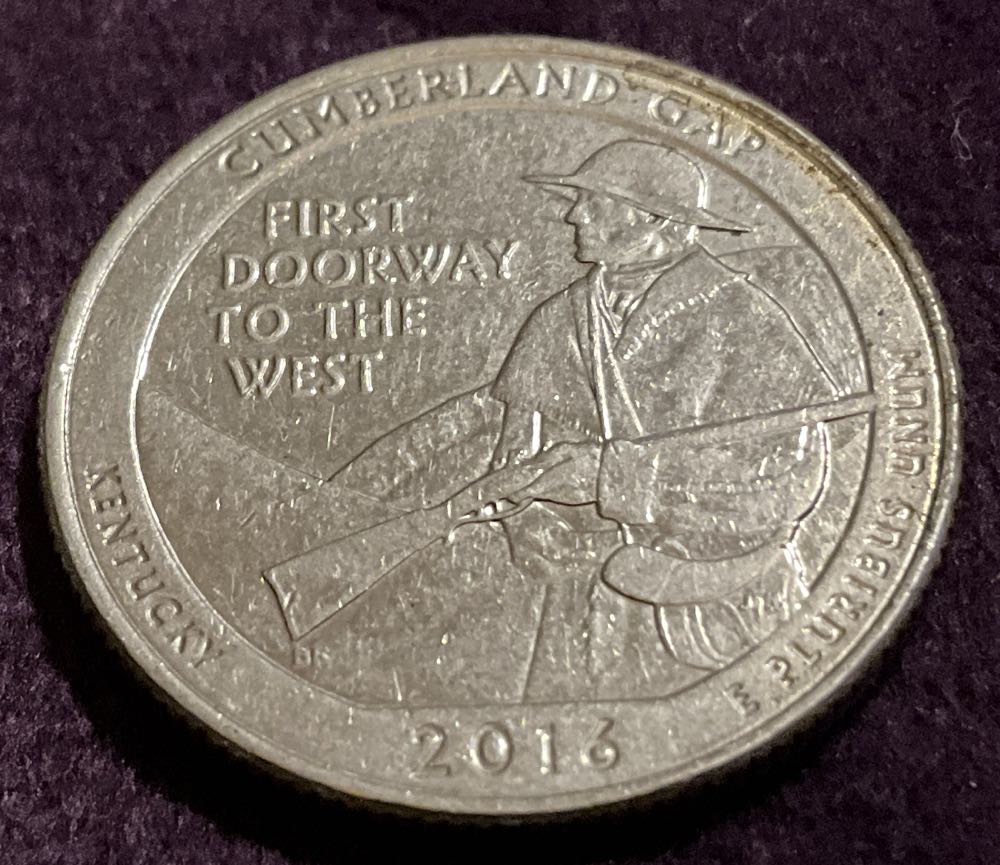 CUMBERLAND GAP
FIRST
DOORWAY
TO THE
WEST
KENTUCKY
E PLURIBUS UNUM
2016